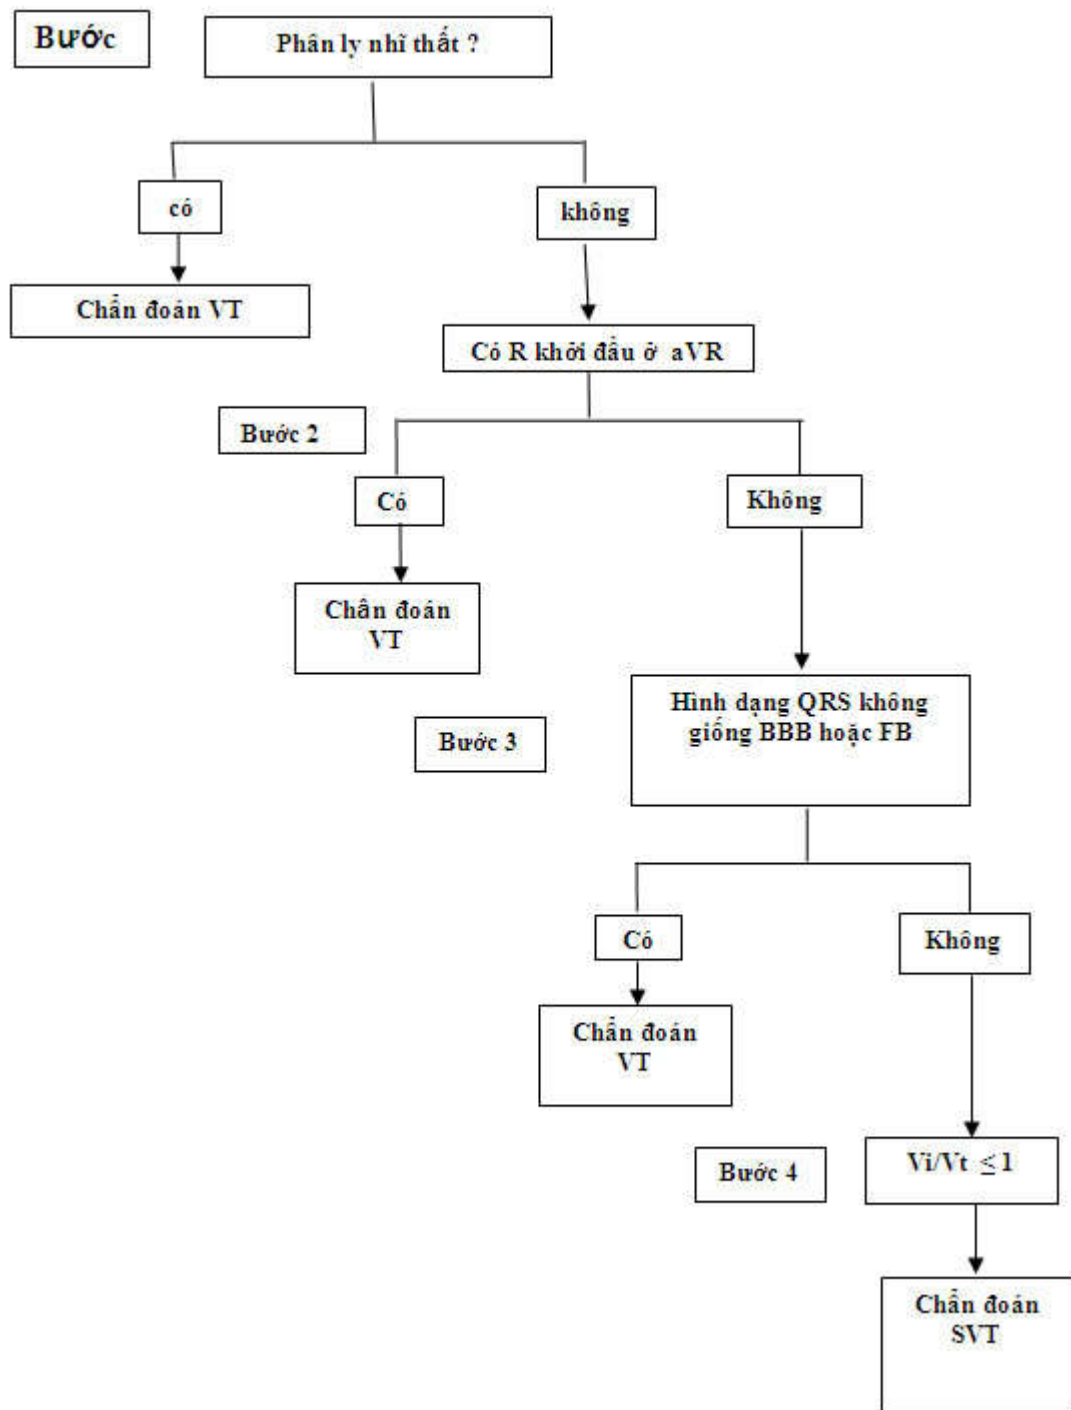 Bước
Phân ly nhĩ thất ?
có
không
Chẩn đoán VT
Có R khởi đầu ở aVR
Bước 2
Có
Không
Chẩn đoán
VT
Hình dạng QRS không
giống BBB hoặc FB
Bước 3
Có
Không
Chẩn đoán
VT
Bước 4
Vi/Vt ≤ 1
Chẩn đoán
SVT